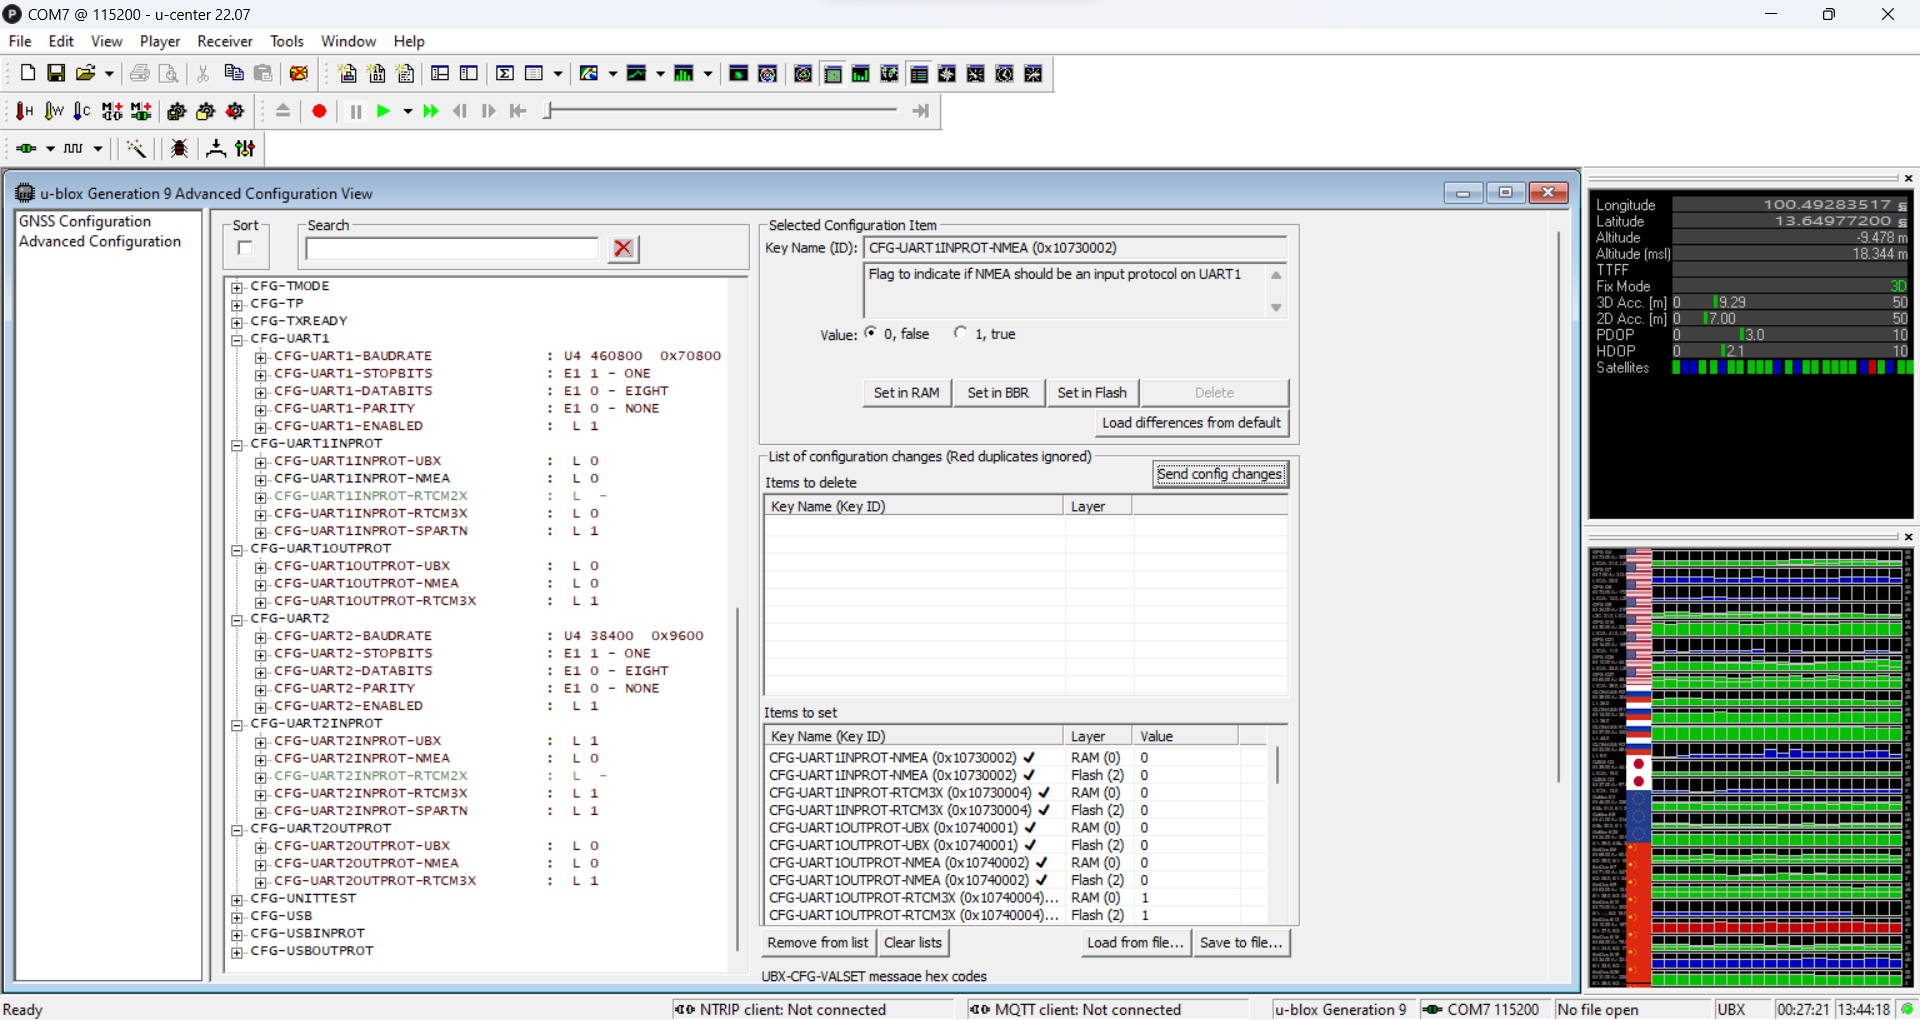 COM7 @ 115200 - u-center 22.07
File Edit View Player Receiver Tools Window Help
u-blox Generation 9 Advanced Configuration View
GNSS Configuration
Advanced Configuration
Sort
Search
CFG-TMODE
CFG-TP
CFG-TXREADY
CFG-UART1
CFG-UART1-BAUDRATE : U4 460800 0x70800
CFG-UART1-STOPBITS : E1 1 - ONE
CFG-UART1-DATABITS : E1 0 - EIGHT
CFG-UART1-PARITY : E1 0 - NONE
CFG-UART1-ENABLED : L 1
CFG-UART1INPROT
CFG-UART1INPROT-UBX : L 0
CFG-UART1INPROT-NMEA : L 0
CFG-UART1INPROT-RTCM2X : L -
CFG-UART1INPROT-RTCM3X : L 0
CFG-UART1INPROT-SPARTN : L 1
CFG-UART1OUTPROT
CFG-UART1OUTPROT-UBX : L 0
CFG-UART1OUTPROT-NMEA : L 0
CFG-UART1OUTPROT-RTCM3X : L 1
CFG-UART2
CFG-UART2-BAUDRATE : U4 38400 0x9600
CFG-UART2-STOPBITS : E1 1 - ONE
CFG-UART2-DATABITS : E1 0 - EIGHT
CFG-UART2-PARITY : E1 0 - NONE
CFG-UART2-ENABLED : L 1
CFG-UART2INPROT
CFG-UART2INPROT-UBX : L 1
CFG-UART2INPROT-NMEA : L 0
CFG-UART2INPROT-RTCM2X : L -
CFG-UART2INPROT-RTCM3X : L 1
CFG-UART2INPROT-SPARTN : L 1
CFG-UART2OUTPROT
CFG-UART2OUTPROT-UBX : L 0
CFG-UART2OUTPROT-NMEA : L 0
CFG-UART2OUTPROT-RTCM3X : L 1
CFG-UNITTEST
CFG-USB
CFG-USBINPROT
CFG-USBOUTPROT
Selected Configuration Item
Key Name (ID): CFG-UART1INPROT-NMEA (0x10730002)
Flag to indicate if NMEA should be an input protocol on UART1
Value: 0, false 1, true
Set in RAM Set in BBR Set in Flash Delete
Load differences from default
List of configuration changes (Red duplicates ignored)
Send config changes
Items to delete
Key Name (Key ID) Layer
Items to set
Key Name (Key ID) Layer Value
CFG-UART1INPROT-NMEA (0x10730002) ✔ RAM (0) 0
CFG-UART1INPROT-NMEA (0x10730002) ✔ Flash (2) 0
CFG-UART1INPROT-RTCM3X (0x10730004) ✔ RAM (0) 0
CFG-UART1INPROT-RTCM3X (0x10730004) ✔ Flash (2) 0
CFG-UART1OUTPROT-UBX (0x10740001) ✔ RAM (0) 0
CFG-UART1OUTPROT-UBX (0x10740001) ✔ Flash (2) 0
CFG-UART1OUTPROT-NMEA (0x10740002) ✔ RAM (0) 0
CFG-UART1OUTPROT-NMEA (0x10740002) ✔ Flash (2) 0
CFG-UART1OUTPROT-RTCM3X (0x10740004)... RAM (0) 1
CFG-UART1OUTPROT-RTCM3X (0x10740004)... Flash (2) 1
Remove from list Clear lists Load from file... Save to file...
UBX-CFG-VALSET message hex codes
Longitude 100.49283517 °
Latitude 13.64977200 °
Altitude -9.478 m
Altitude (msl) 18.344 m
TTFF
Fix Mode 3D
3D Acc. [m] 0 9.29 50
2D Acc. [m] 0 7.00 50
PDOP 0 3.0 10
HDOP 0 2.1 10
Satellites
Ready
NTRIP client: Not connected
MQTT client: Not connected
u-blox Generation 9
COM7 115200
No file open
UBX
00:27:21
13:44:18